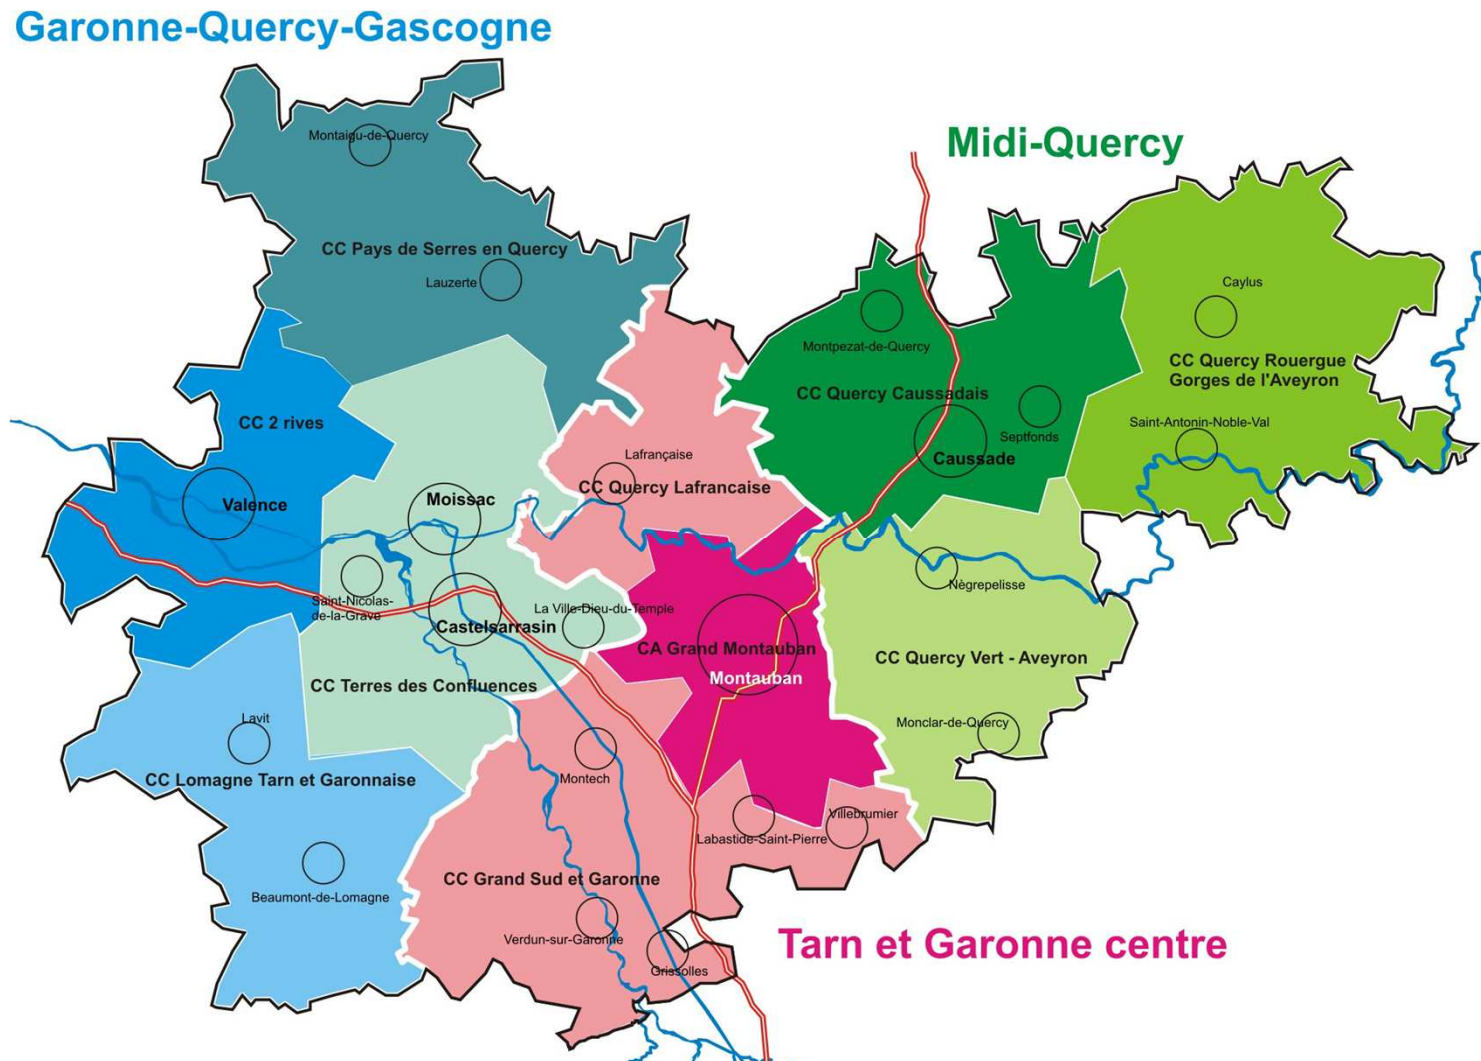 Garonne-Quercy-Gascogne
Montaigu-de-Quercy
Midi-Quercy
CC Pays de Serres en Quercy
Lauzerte
Caylus
Montpezat-de-Quercy
CC Quercy Rouergue
Gorges de l'Aveyron
CC Quercy Caussadais
CC 2 rives
Saint-Antonin-Noble-Val
Septfonds
Lafrançaise
Caussade
CC Quercy Lafrancaise
Moissac
Valence
Nègrepelisse
Saint-Nicolas-
de-la-Grave
La Ville-Dieu-du-Temple
Castelsarrasin
CA Grand Montauban
CC Quercy Vert - Aveyron
Montauban
CC Terres des Confluences
Lavit
Monclar-de-Quercy
CC Lomagne Tarn et Garonnaise
Montech
Villebrumier
Labastide-Saint-Pierre
CC Grand Sud et Garonne
Beaumont-de-Lomagne
Verdun-sur-Garonne
Tarn et Garonne centre
Grissolles